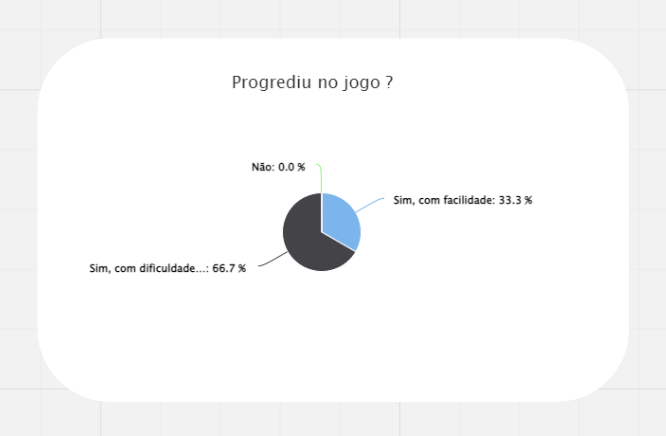 Progrediu no jogo ?
Não: 0.0 %
Sim, com facilidade: 33.3 %
Sim, com dificuldade...: 66.7 %